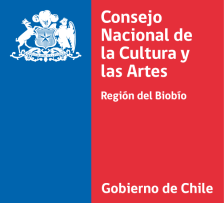 Consejo
Nacional de
la Cultura y
las Artes
Región del Biobío
Gobierno de Chile